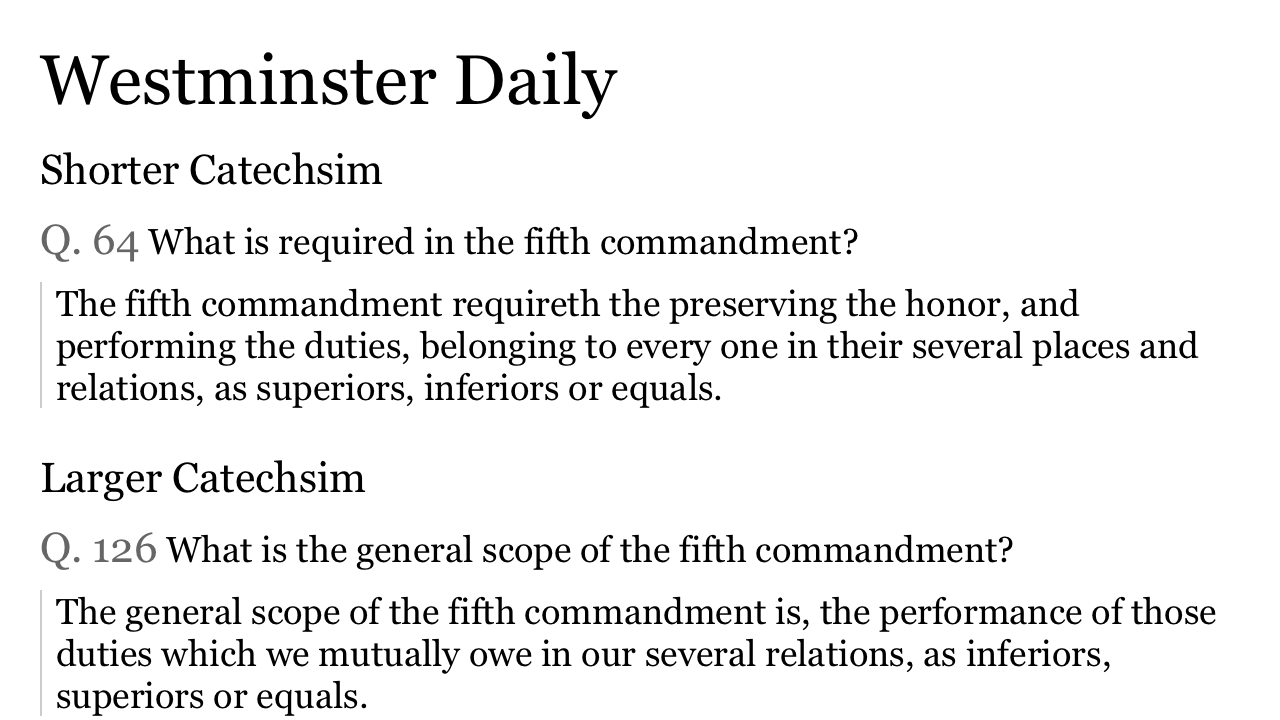 Westminster Daily
Shorter Catechsim
Q. 64 What is required in the fifth commandment?
The fifth commandment requireth the preserving the honor, and
performing the duties, belonging to every one in their several places and
relations, as superiors, inferiors or equals.
Larger Catechsim
Q. 126 What is the general scope of the fifth commandment?
The general scope of the fifth commandment is, the performance of those
duties which we mutually owe in our several relations, as inferiors,
superiors or equals.